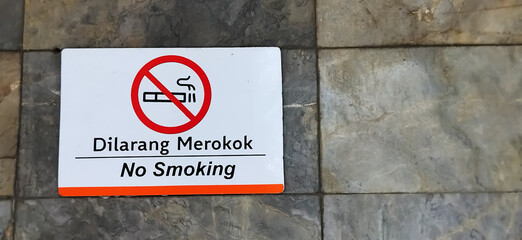 Dilarang Merokok
No Smoking